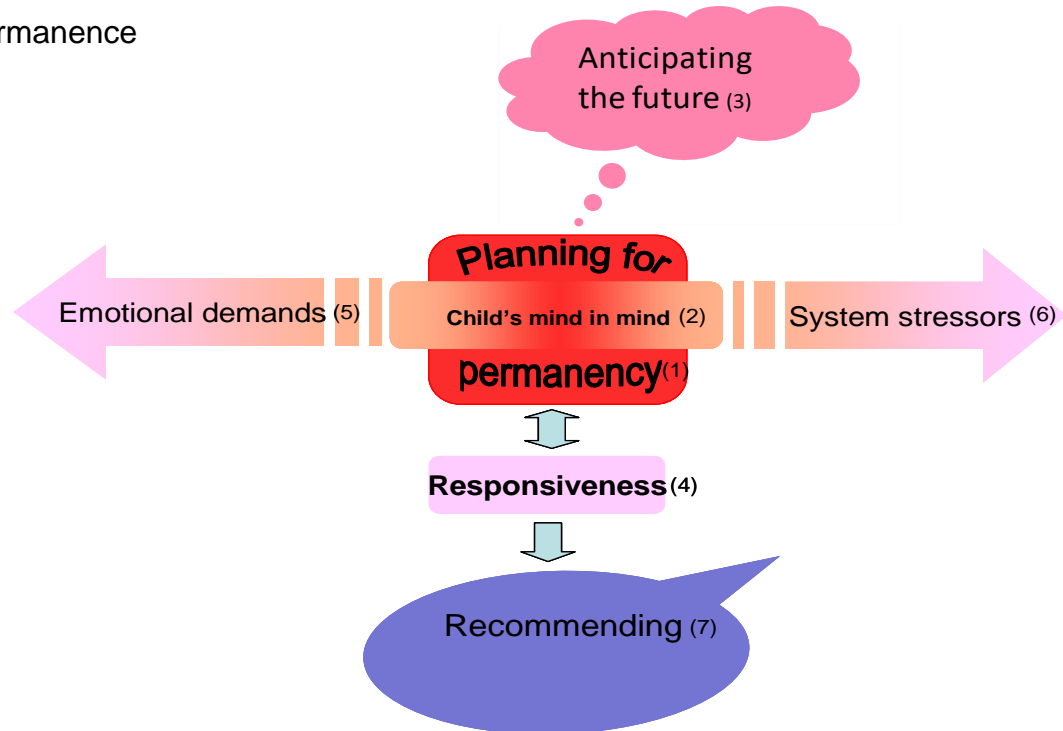 rmanence
Anticipating
the future (3)
Planning for
Emotional demands (5)
Child's mind in mind (2)
System stressors (6)
permanency (1)
Responsiveness (4)
Recommending (7)